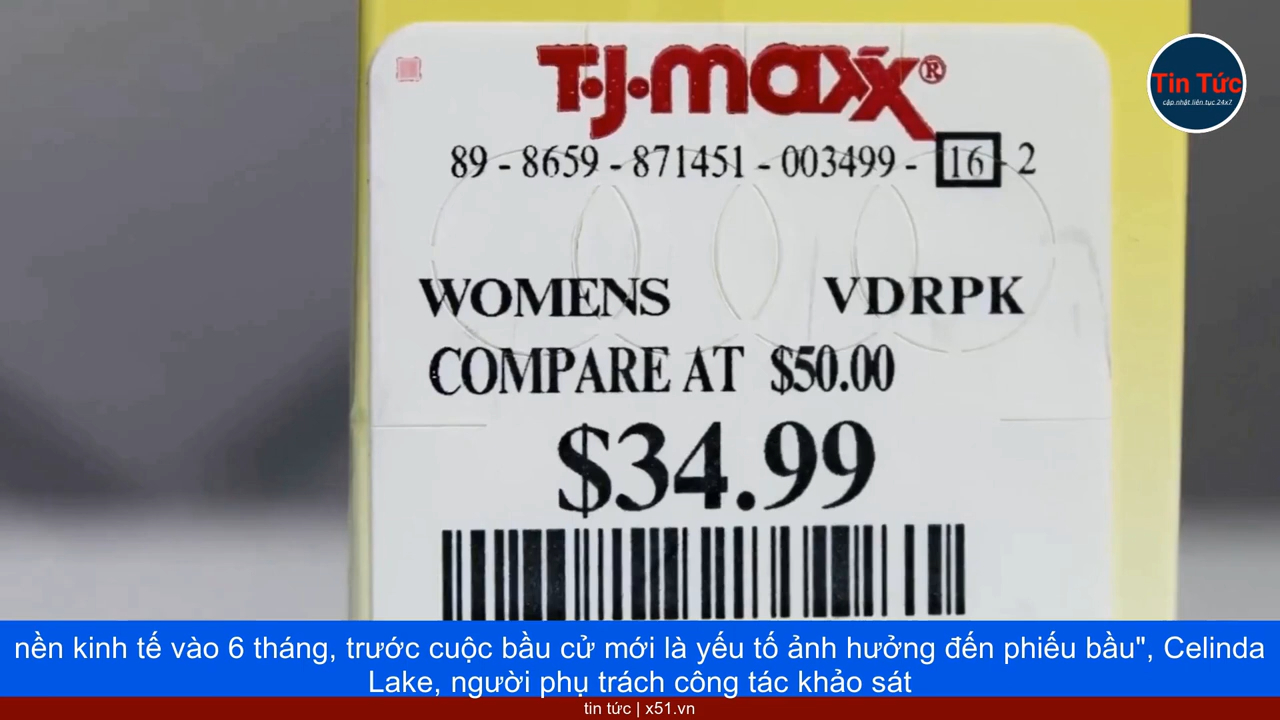 T·J·maxx®
Tin Tức
cập nhật liên tục 24x7
89 - 8659 - 871451 - 003499 - 16 - 2
WOMENS VDRPK
COMPARE AT $50.00
$34.99
nền kinh tế vào 6 tháng, trước cuộc bầu cử mới là yếu tố ảnh hưởng đến phiếu bầu", Celinda
Lake, người phụ trách công tác khảo sát
tin tức | x51.vn